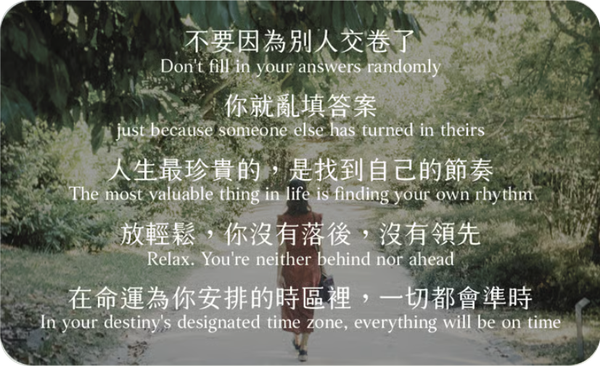 不要因為別人交卷了
Don't fill in your answers randomly
你就亂填答案
just because someone else has turned in theirs
人生最珍貴的，是找到自己的節奏
The most valuable thing in life is finding your own rhythm
放輕鬆，你沒有落後，沒有領先
Relax. You're neither behind nor ahead
在命運為你安排的時區裡，一切都會準時
In your destiny's designated time zone, everything will be on time